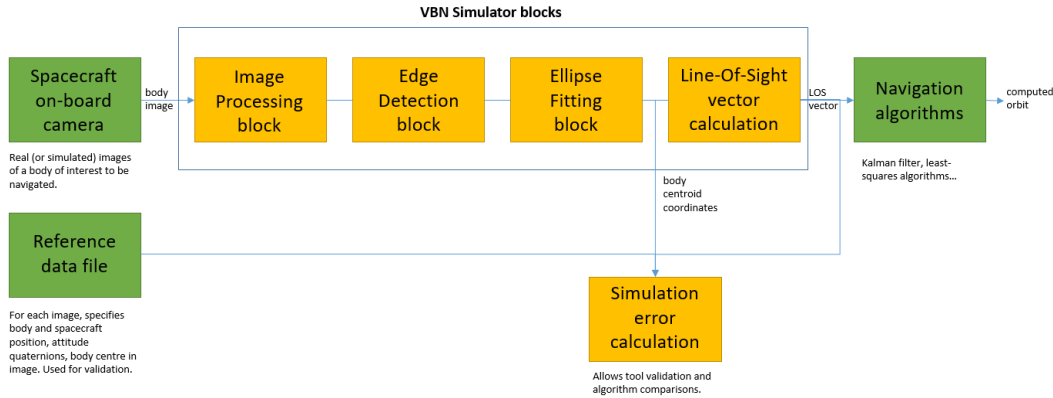 VBN Simulator blocks
Spacecraft
on-board
camera
body
image
Image
Processing
block
Edge
Detection
block
Ellipse
Fitting
block
Line-Of-Sight
vector
calculation
LOS
vector
Navigation
algorithms
computed
orbit
Real (or simulated) images
of a body of interest to be
navigated.
Kalman filter, least-
squares algorithms…
body
centroid
coordinates
Reference
data file
For each image, specifies
body and spacecraft
position, attitude
quaternions, body centre in
image. Used for validation.
Simulation
error
calculation
Allows tool validation and
algorithm comparisons.